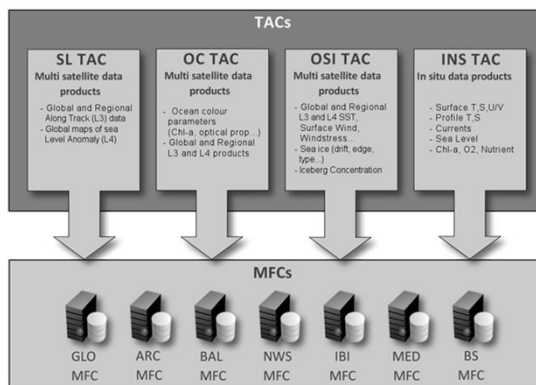 TACs
SL TAC
Multi satellite data
products
- Global and Regional
Along Track (L3) data
- Global maps of sea
Level Anomaly (L4)
OC TAC
Multi satellite data
products
- Ocean colour
parameters
(Chl-a, optical prop...)
- Global and Regional
L3 and L4 products
OSI TAC
Multi satellite data
products
- Global and Regional
L3 and L4 SST,
Surface Wind,
Windstress...
- Sea ice (drift, edge,
type...)
- Iceberg Concentration
INS TAC
In situ data products
- Surface T,S,U/V
- Profile T,S
- Currents
- Sea Level
- Chl-a, O2, Nutrient
MFCs
GLO
MFC
ARC
MFC
BAL
MFC
NWS
MFC
IBI
MFC
MED
MFC
BS
MFC